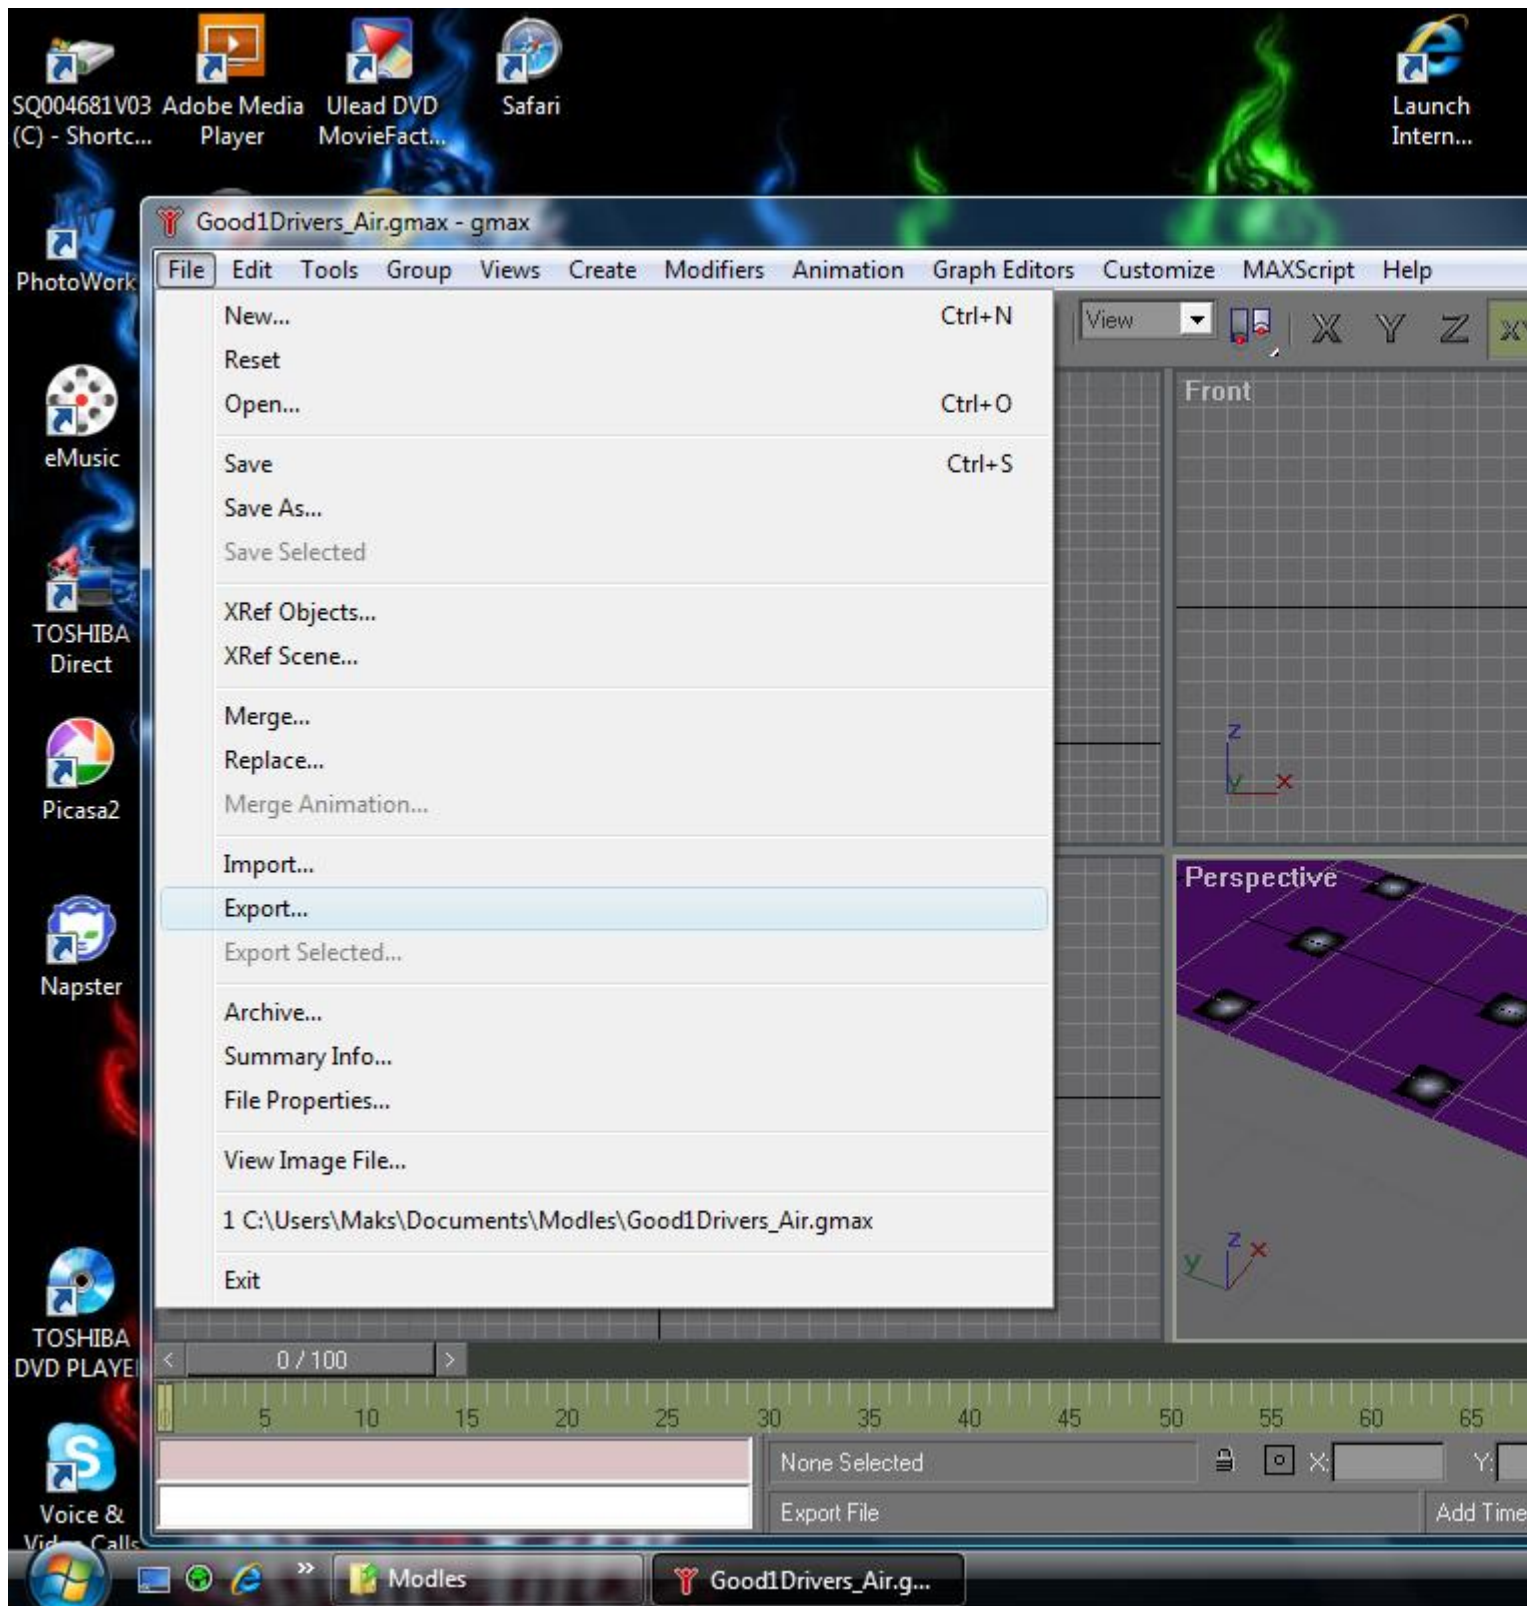 SQ004681V03
(C) - Shortc...
Adobe Media
Player
Ulead DVD
MovieFact...
Safari
Launch
Intern...
PhotoWork
eMusic
TOSHIBA
Direct
Picasa2
Napster
TOSHIBA
DVD PLAYE
Voice &
Video Calls
Good1Drivers_Air.gmax - gmax
File Edit Tools Group Views Create Modifiers Animation Graph Editors Customize MAXScript Help
New... Ctrl+N
Reset
Open... Ctrl+O
Save Ctrl+S
Save As...
Save Selected
XRef Objects...
XRef Scene...
Merge...
Replace...
Merge Animation...
Import...
Export...
Export Selected...
Archive...
Summary Info...
File Properties...
View Image File...
1 C:\Users\Maks\Documents\Modles\Good1Drivers_Air.gmax
Exit
View
X Y Z XY
Front
z
y x
Perspective
z
y x
< 0 / 100 >
0 5 10 15 20 25 30 35 40 45 50 55 60 65
None Selected
X: Y:
Export File
Add Time
» Modles Good1Drivers_Air.g...